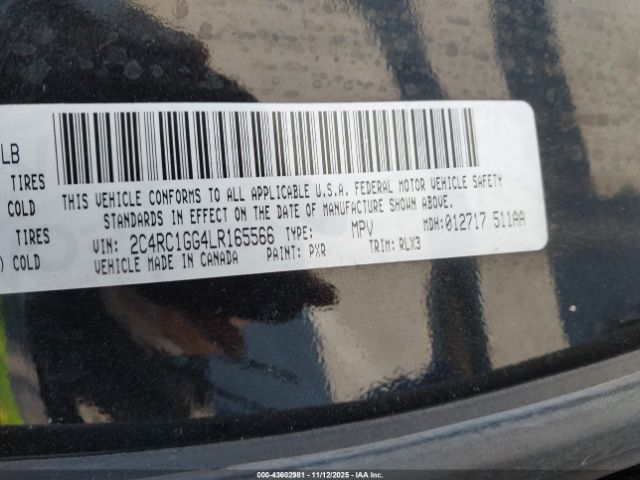 LB
TIRES
COLD
TIRES
) COLD
THIS VEHICLE CONFORMS TO ALL APPLICABLE U.S.A. FEDERAL MOTOR VEHICLE SAFETY
STANDARDS IN EFFECT ON THE DATE OF MANUFACTURE SHOWN ABOVE.
VIN: 2C4RC1GG4LR165566 TYPE: MPV MDH:012717 511AA
VEHICLE MADE IN CANADA PAINT: PXR TRIM: RLX3
000-43602981 - 11/12/2025 - IAA Inc.